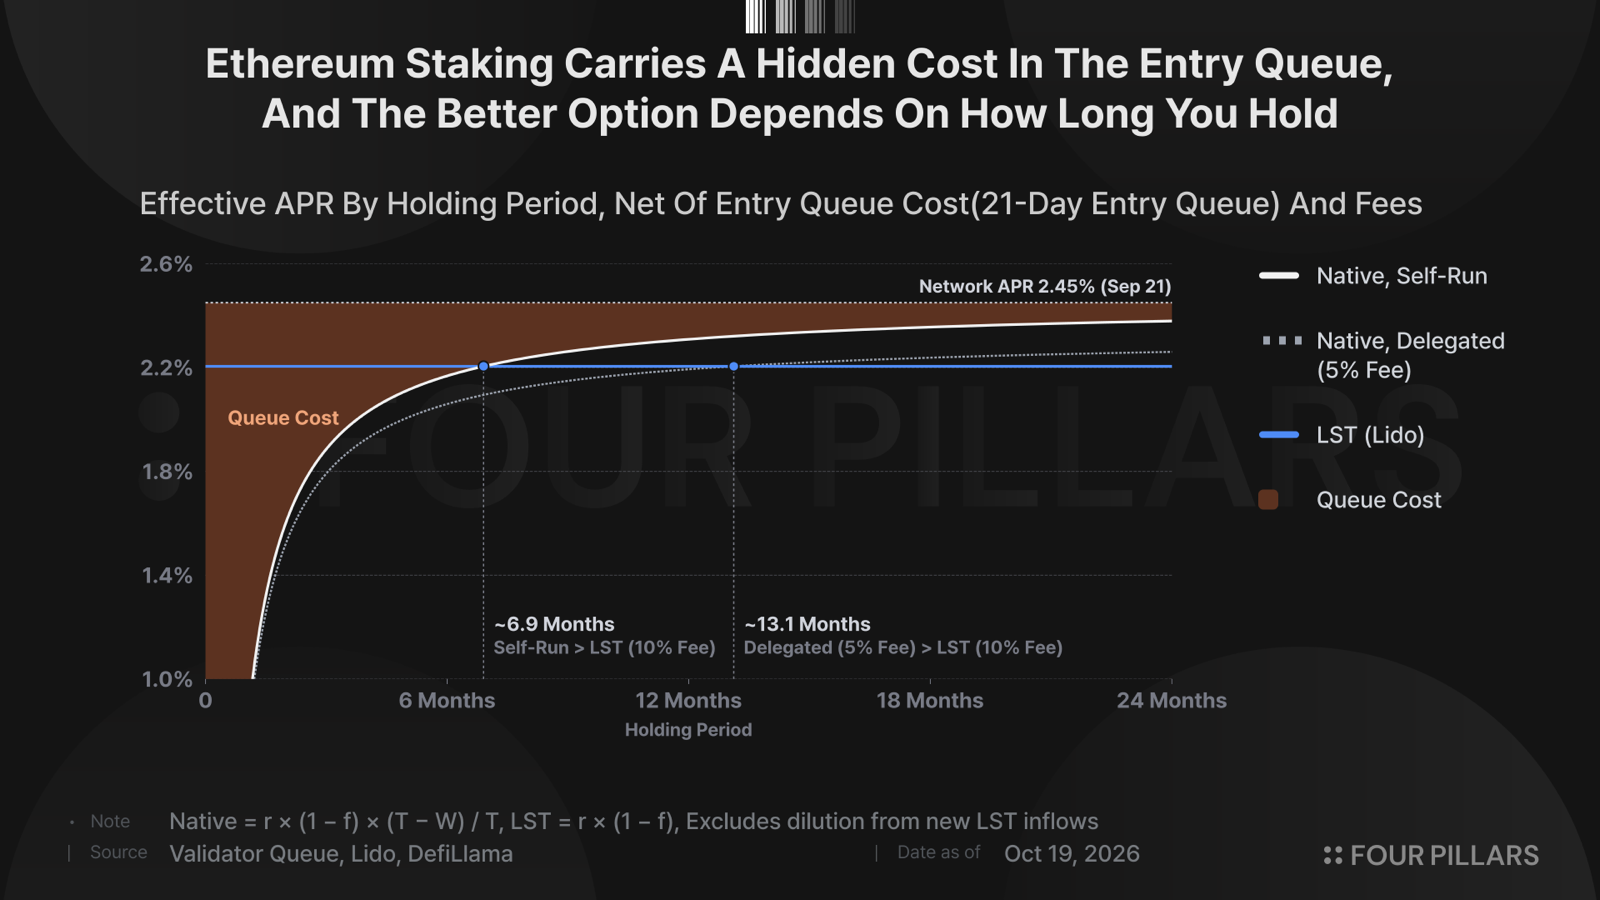 Ethereum Staking Carries A Hidden Cost In The Entry Queue,
And The Better Option Depends On How Long You Hold
Effective APR By Holding Period, Net Of Entry Queue Cost(21-Day Entry Queue) And Fees
2.6%
Network APR 2.45% (Sep 21)
2.2%
Queue Cost
1.8%
1.4%
1.0%
~6.9 Months
Self-Run > LST (10% Fee)
~13.1 Months
Delegated (5% Fee) > LST (10% Fee)
0
6 Months
12 Months
18 Months
24 Months
Holding Period
Native, Self-Run
Native, Delegated
(5% Fee)
LST (Lido)
Queue Cost
FOUR PILLARS
• Note Native = r × (1 − f) × (T − W) / T, LST = r × (1 − f), Excludes dilution from new LST inflows
| Source Validator Queue, Lido, DefiLlama
| Date as of Oct 19, 2026
FOUR PILLARS